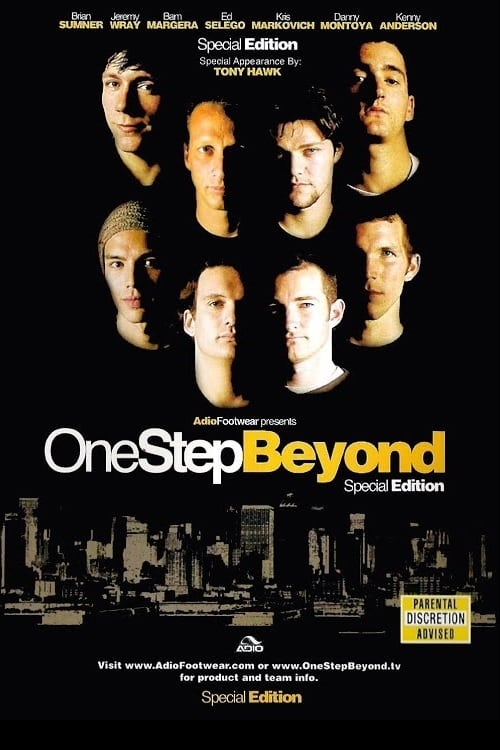 Brian Jeremy Bam Ed Kris Danny Kenny
SUMNER WRAY MARGERA SELEGO MARKOVICH MONTOYA ANDERSON
Special Edition
Special Appearance By:
TONY HAWK
AdioFootwear presents
OneStepBeyond
Special Edition
PARENTAL
DISCRETION
ADVISED
ADIO
Visit www.AdioFootwear.com or www.OneStepBeyond.tv
for product and team info.
Special Edition